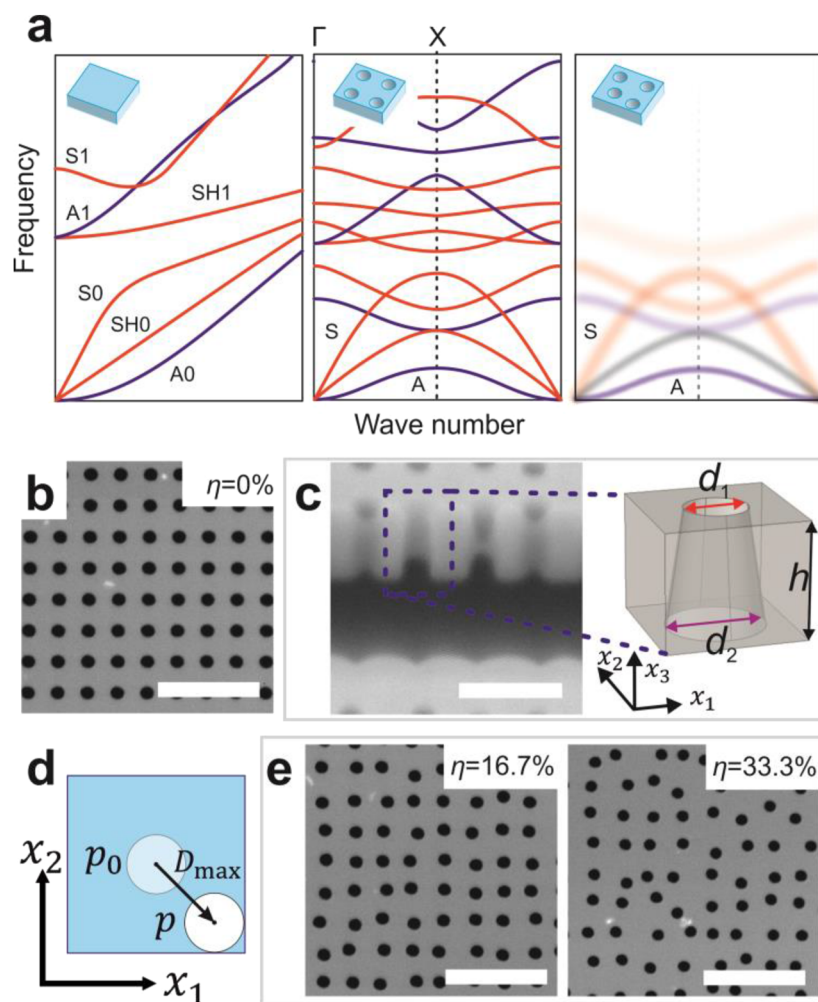 a
Γ
X
Frequency
S1
A1
SH1
S0
SH0
A0
S
A
S
A
Wave number
b
η=0%
c
d1
h
d2
x2
x3
x1
d
x2
p0
Dmax
p
x1
e
η=16.7%
η=33.3%